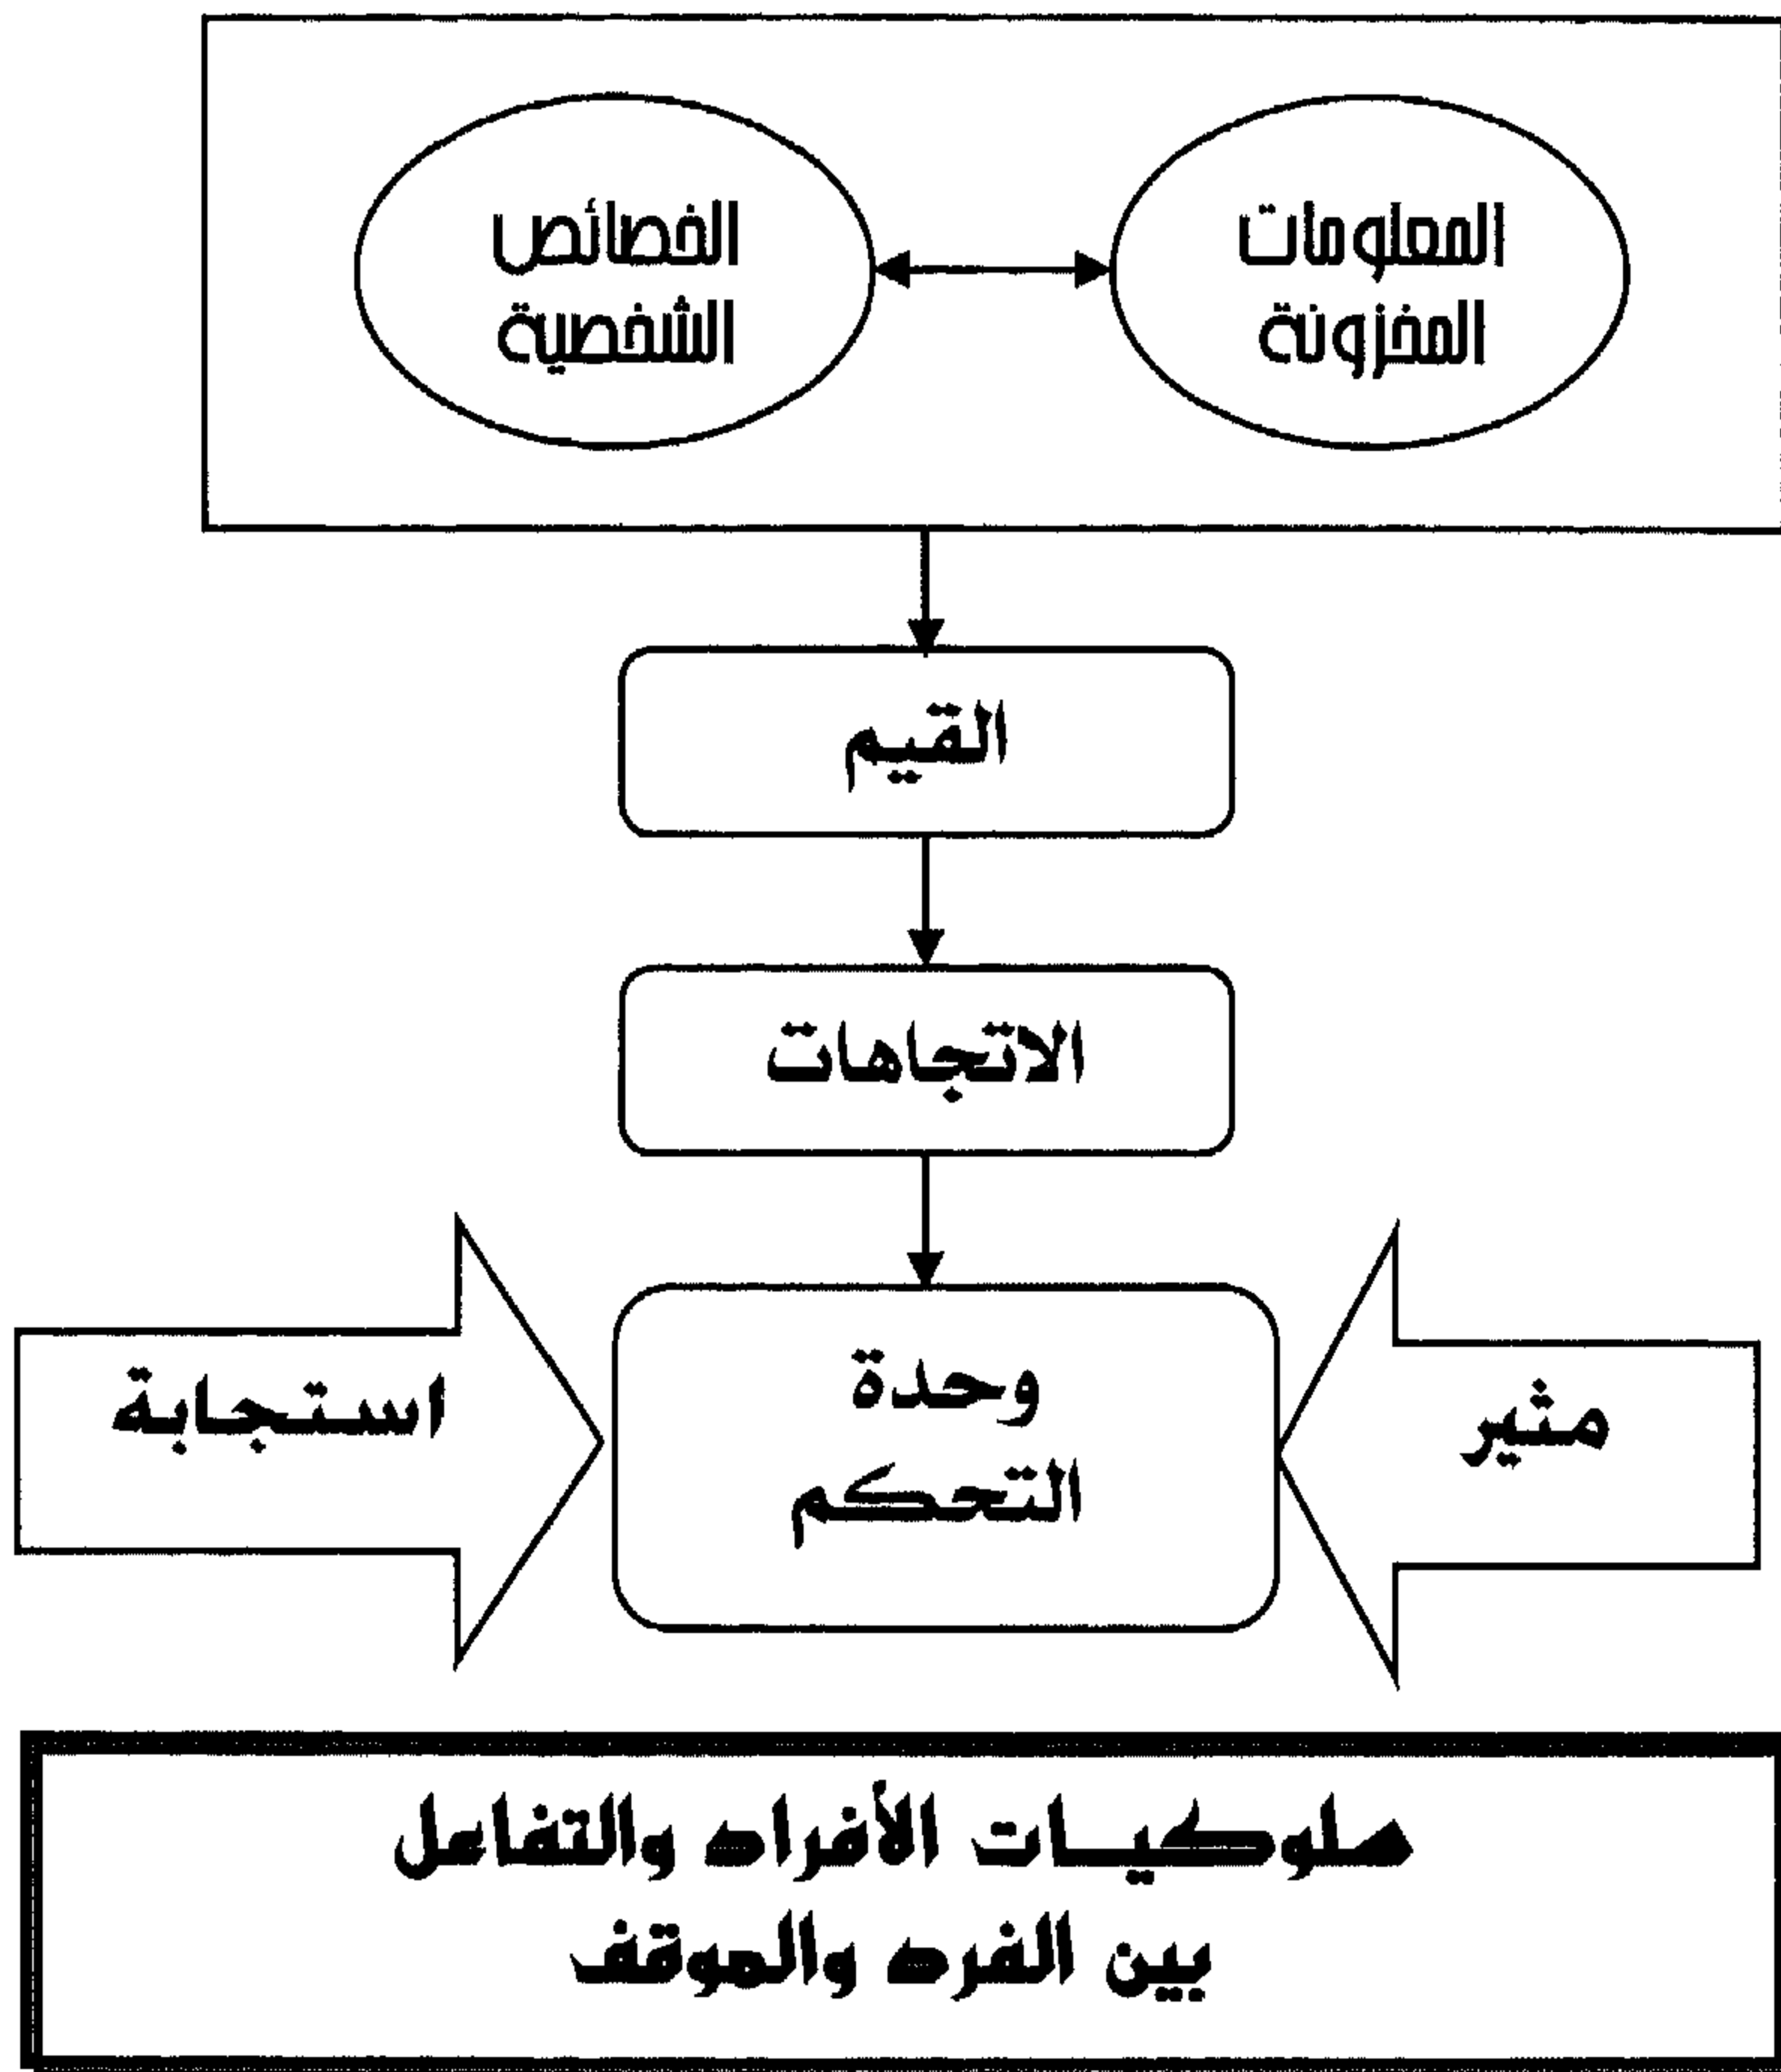 المعلومات
المخزونة
الخصائص
الشخصية
القيم
الاتجاهات
مثير
وحدة
التحكم
استجابة
سلوكيات الأفراد والتفاعل
بين الفرد والموقف